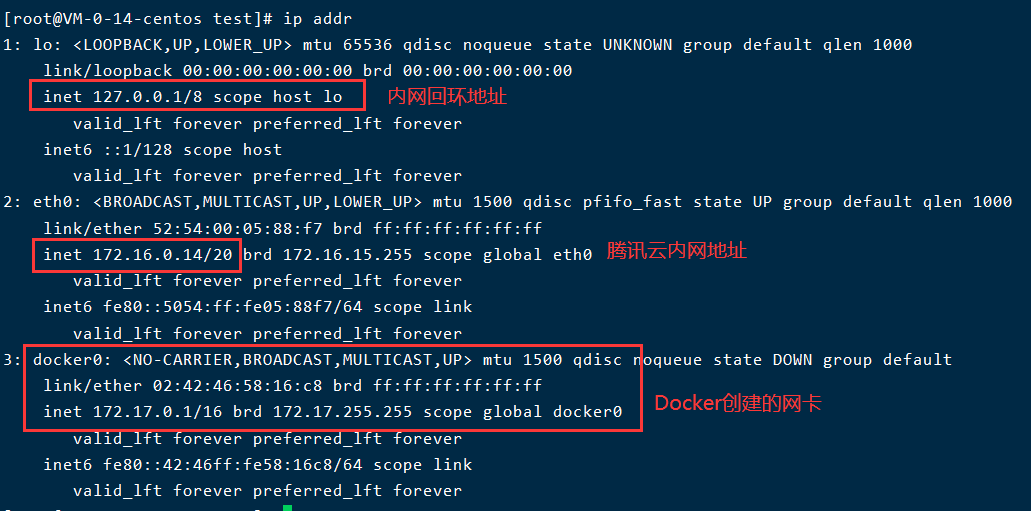 [root@VM-0-14-centos test]# ip addr
1: lo: <LOOPBACK,UP,LOWER_UP> mtu 65536 qdisc noqueue state UNKNOWN group default qlen 1000
link/loopback 00:00:00:00:00:00 brd 00:00:00:00:00:00
inet 127.0.0.1/8 scope host lo 内网回环地址
valid_lft forever preferred_lft forever
inet6 ::1/128 scope host
valid_lft forever preferred_lft forever
2: eth0: <BROADCAST,MULTICAST,UP,LOWER_UP> mtu 1500 qdisc pfifo_fast state UP group default qlen 1000
link/ether 52:54:00:05:88:f7 brd ff:ff:ff:ff:ff:ff
inet 172.16.0.14/20 brd 172.16.15.255 scope global eth0 腾讯云内网地址
valid_lft forever preferred_lft forever
inet6 fe80::5054:ff:fe05:88f7/64 scope link
valid_lft forever preferred_lft forever
3: docker0: <NO-CARRIER,BROADCAST,MULTICAST,UP> mtu 1500 qdisc noqueue state DOWN group default
link/ether 02:42:46:58:16:c8 brd ff:ff:ff:ff:ff:ff
inet 172.17.0.1/16 brd 172.17.255.255 scope global docker0 Docker创建的网卡
valid_lft forever preferred_lft forever
inet6 fe80::42:46ff:fe58:16c8/64 scope link
valid_lft forever preferred_lft forever